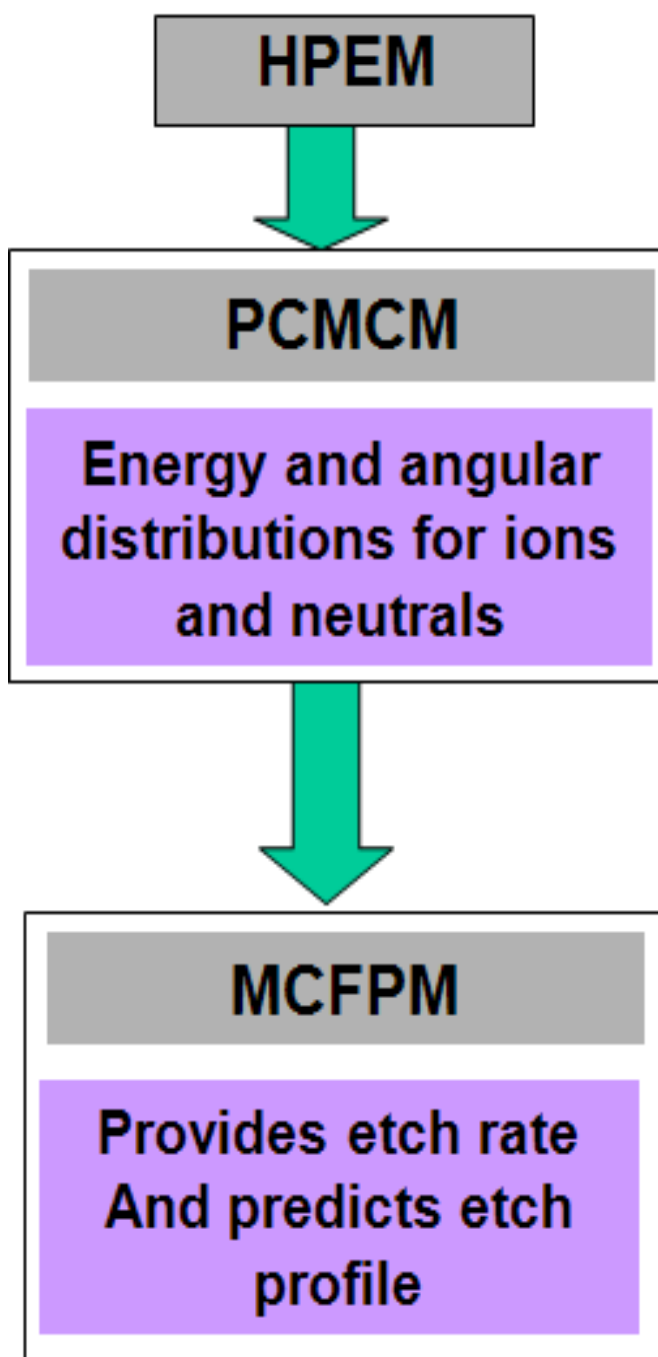 HPEM
PCMCM
Energy and angular
distributions for ions
and neutrals
MCFPM
Provides etch rate
And predicts etch
profile